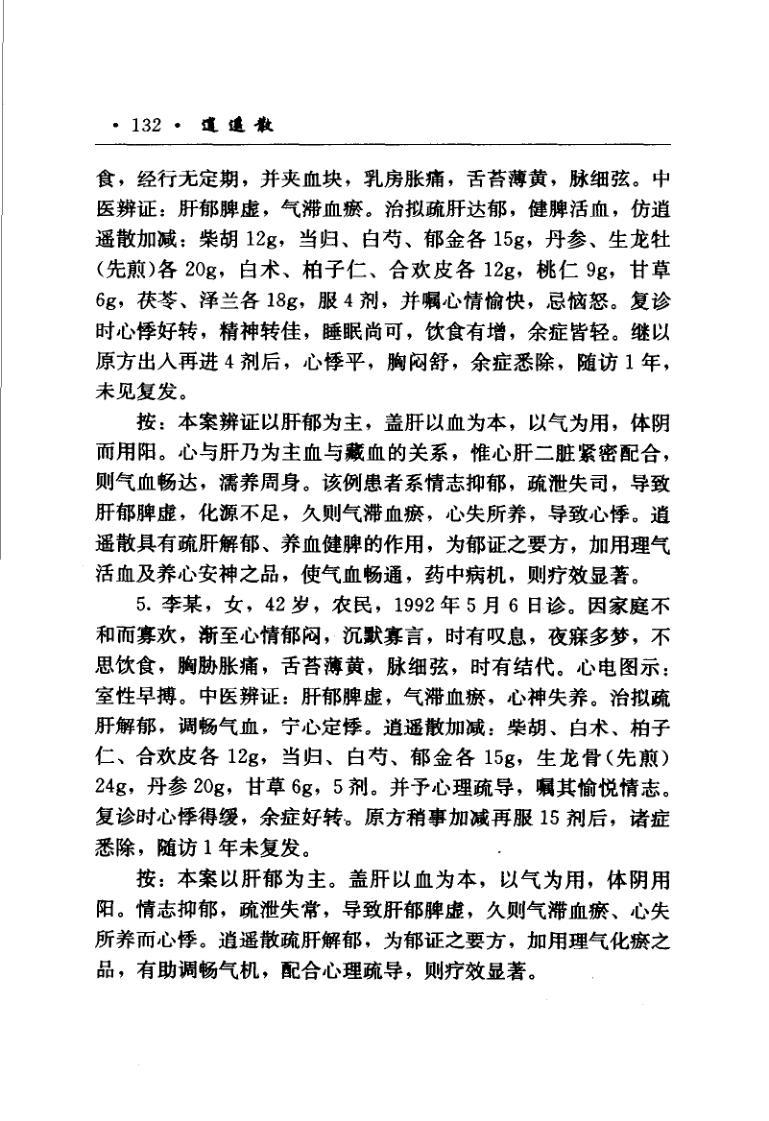 · 132 · 逍遥散
食，经行无定期，并夹血块，乳房胀痛，舌苔薄黄，脉细弦。中
医辨证：肝郁脾虚，气滞血瘀。治拟疏肝达郁，健脾活血，仿逍
遥散加减：柴胡 12g，当归、白芍、郁金各 15g，丹参、生龙牡
(先煎)各 20g，白术、柏子仁、合欢皮各 12g，桃仁 9g，甘草
6g，茯苓、泽兰各 18g，服 4 剂，并嘱心情愉快，忌恼怒。复诊
时心悸好转，精神转佳，睡眠尚可，饮食有增，余症皆轻。继以
原方出入再进 4 剂后，心悸平，胸闷舒，余症悉除，随访 1 年，
未见复发。
按：本案辨证以肝郁为主，盖肝以血为本，以气为用，体阴
而用阳。心与肝乃为主血与藏血的关系，惟心肝二脏紧密配合，
则气血畅达，濡养周身。该例患者系情志抑郁，疏泄失司，导致
肝郁脾虚，化源不足，久则气滞血瘀，心失所养，导致心悸。逍
遥散具有疏肝解郁、养血健脾的作用，为郁证之要方，加用理气
活血及养心安神之品，使气血畅通，药中病机，则疗效显著。
5. 李某，女，42 岁，农民，1992 年 5 月 6 日诊。因家庭不
和而寡欢，渐至心情郁闷，沉默寡言，时有叹息，夜寐多梦，不
思饮食，胸胁胀痛，舌苔薄黄，脉细弦，时有结代。心电图示：
室性早搏。中医辨证：肝郁脾虚，气滞血瘀，心神失养。治拟疏
肝解郁，调畅气血，宁心定悸。逍遥散加减：柴胡、白术、柏子
仁、合欢皮各 12g，当归、白芍、郁金各 15g，生龙骨(先煎)
24g，丹参 20g，甘草 6g，5 剂。并予心理疏导，嘱其愉悦情志。
复诊时心悸得缓，余症好转。原方稍事加减再服 15 剂后，诸症
悉除，随访 1 年未复发。
按：本案以肝郁为主。盖肝以血为本，以气为用，体阴用
阳。情志抑郁，疏泄失常，导致肝郁脾虚，久则气滞血瘀、心失
所养而心悸。逍遥散疏肝解郁，为郁证之要方，加用理气化瘀之
品，有助调畅气机，配合心理疏导，则疗效显著。